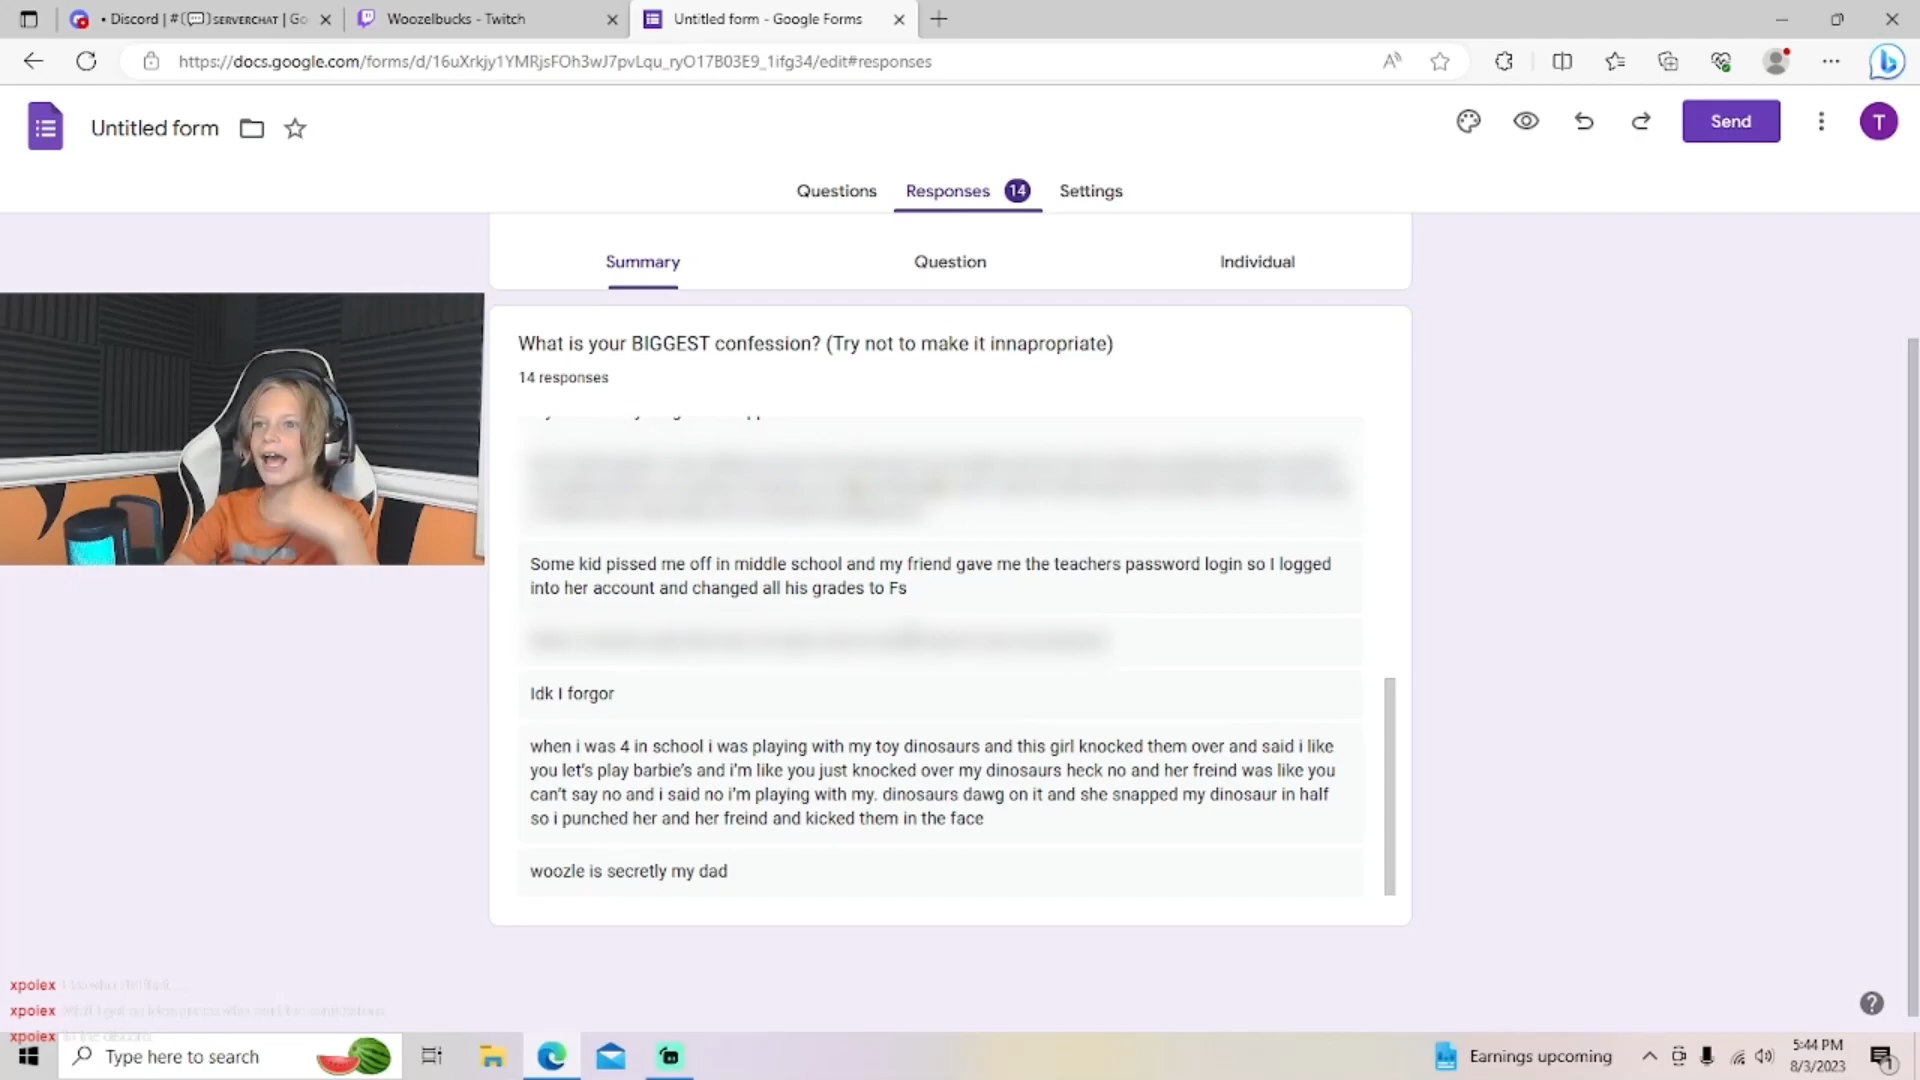 • Discord | #(💬)SERVERCHAT | Go
Woozelbucks - Twitch
Untitled form - Google Forms
https://docs.google.com/forms/d/16uXrkjy1YMRjsFOh3wJ7pvLqu_ryO17B03E9_1ifg34/edit#responses
Untitled form
Send
T
Questions
Responses 14
Settings
Summary
Question
Individual
What is your BIGGEST confession? (Try not to make it innapropriate)
14 responses
Some kid pissed me off in middle school and my friend gave me the teachers password login so I logged
into her account and changed all his grades to Fs
Idk I forgor
when i was 4 in school i was playing with my toy dinosaurs and this girl knocked them over and said i like
you let's play barbie's and i'm like you just knocked over my dinosaurs heck no and her freind was like you
can't say no and i said no i'm playing with my. dinosaurs dawg on it and she snapped my dinosaur in half
so i punched her and her freind and kicked them in the face
woozle is secretly my dad
xpolex
xpolex
xpolex
Type here to search
Earnings upcoming
5:44 PM
8/3/2023
1